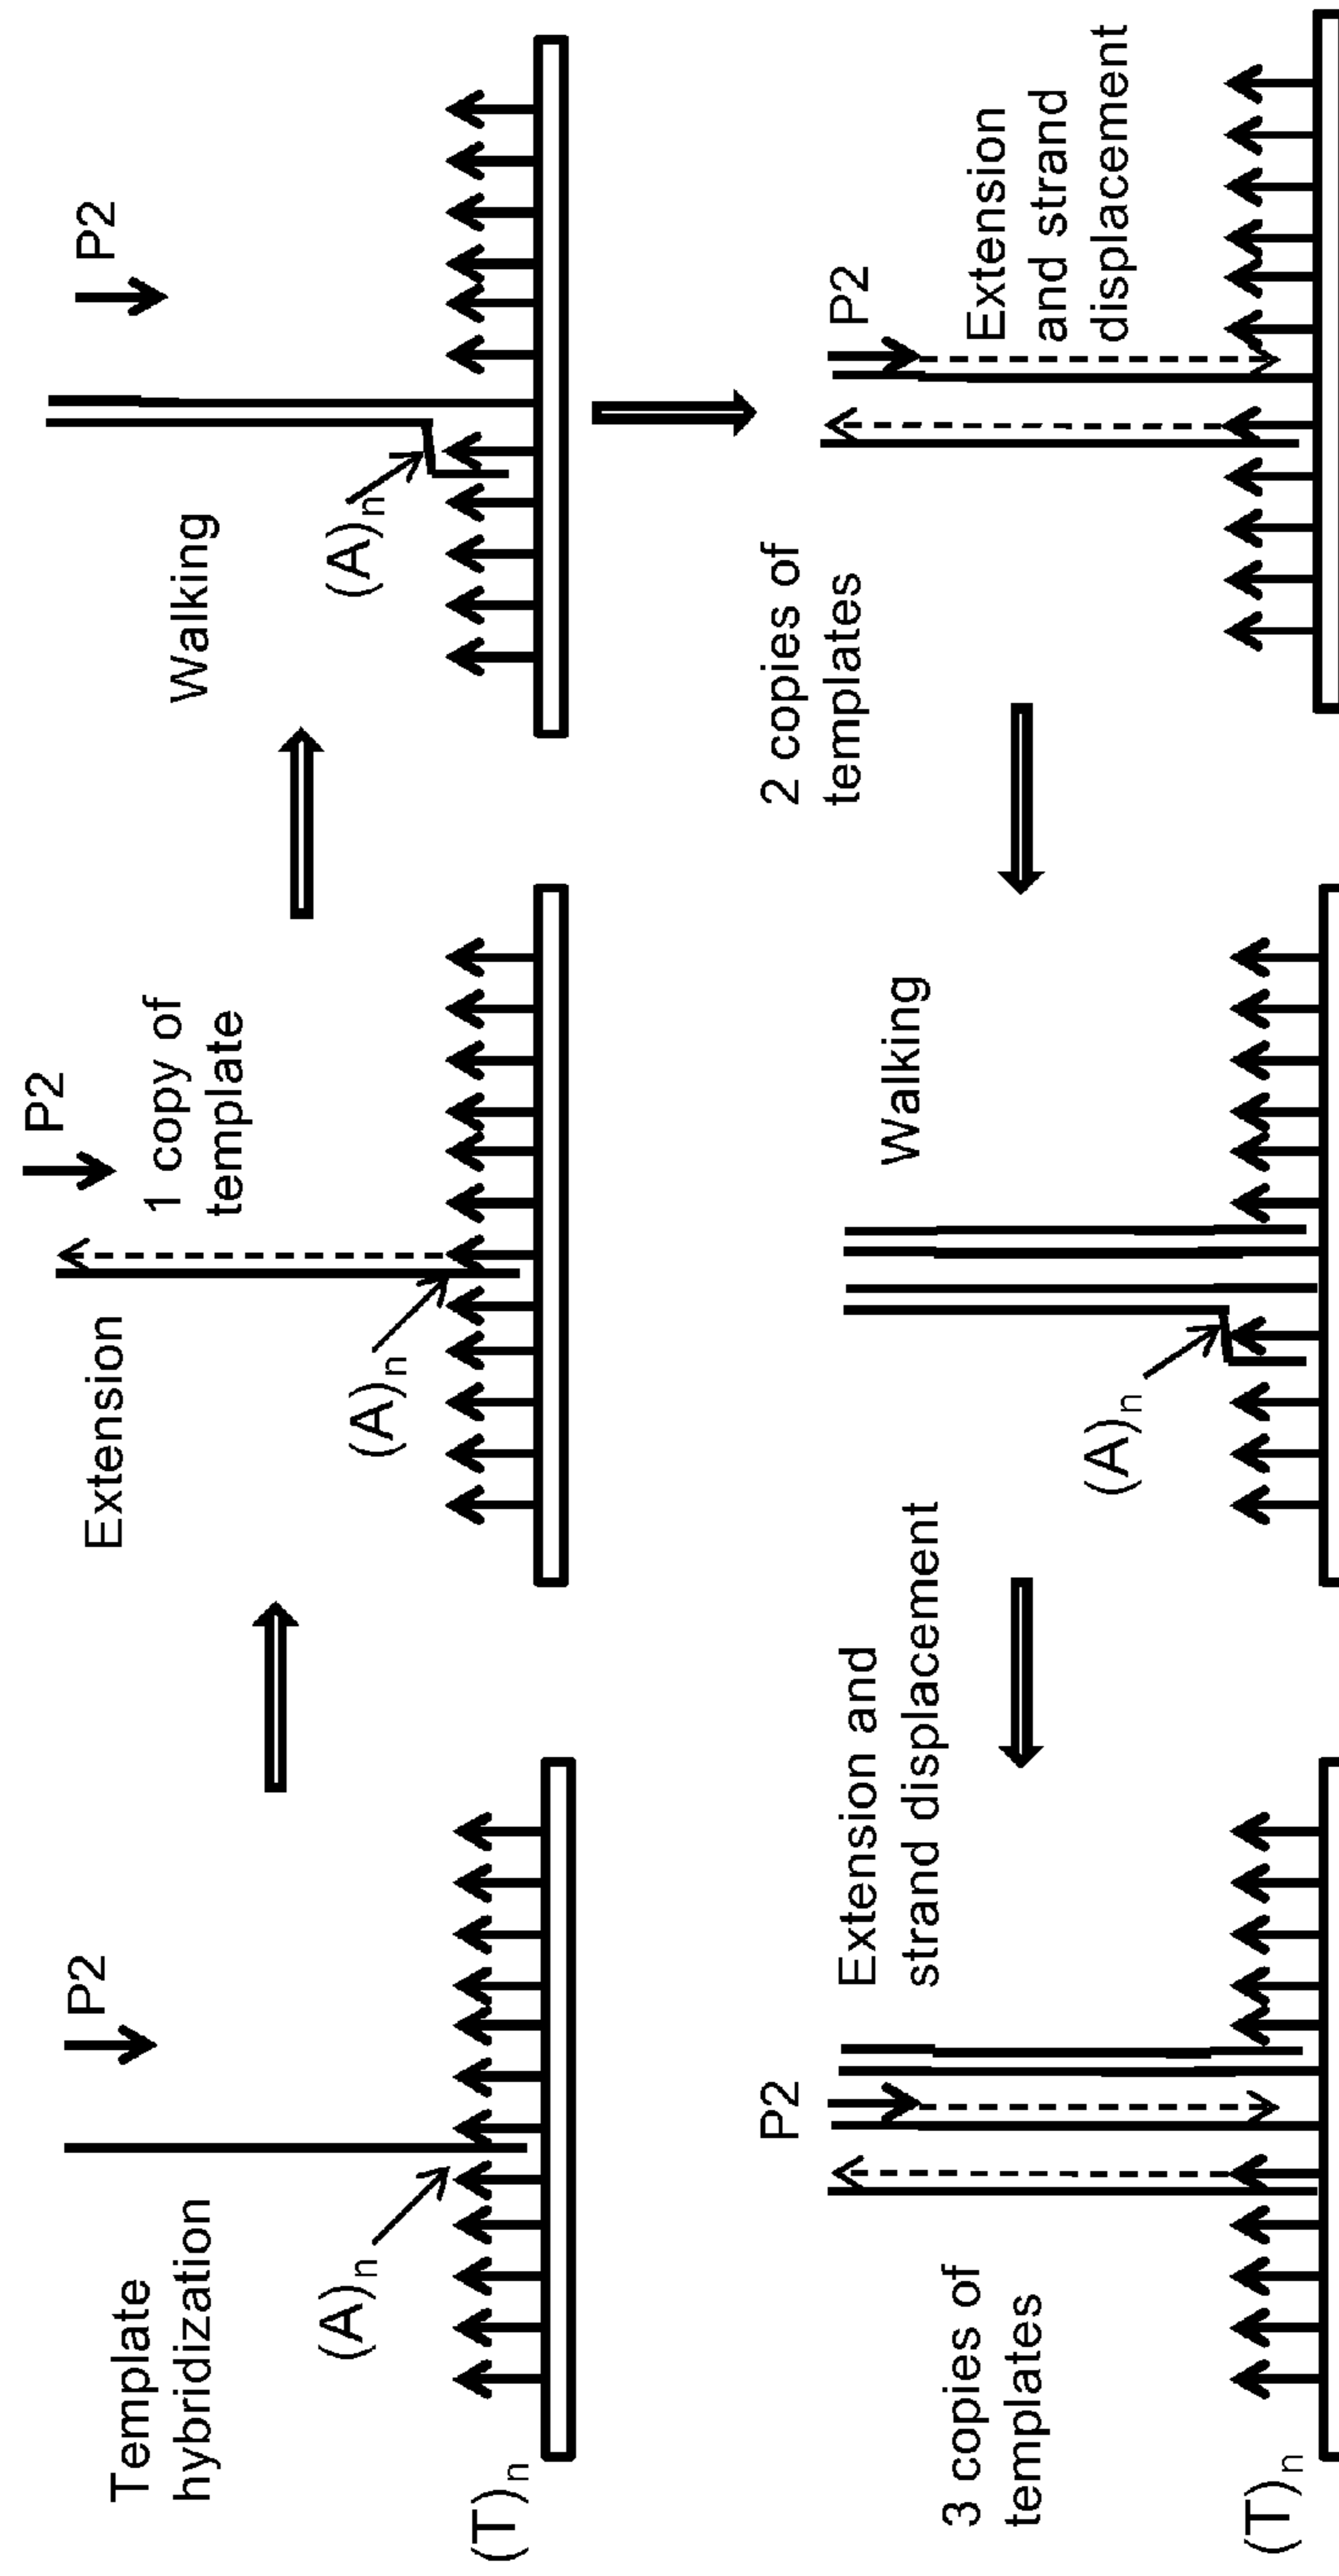 Template
hybridization
P2
(A)n
(T)n
Extension
P2
1 copy of
template
(A)n
Walking
P2
(A)n
2 copies of
templates
P2
Extension
and strand
displacement
Walking
(A)n
Extension and
strand displacement
P2
3 copies of
templates
(T)n